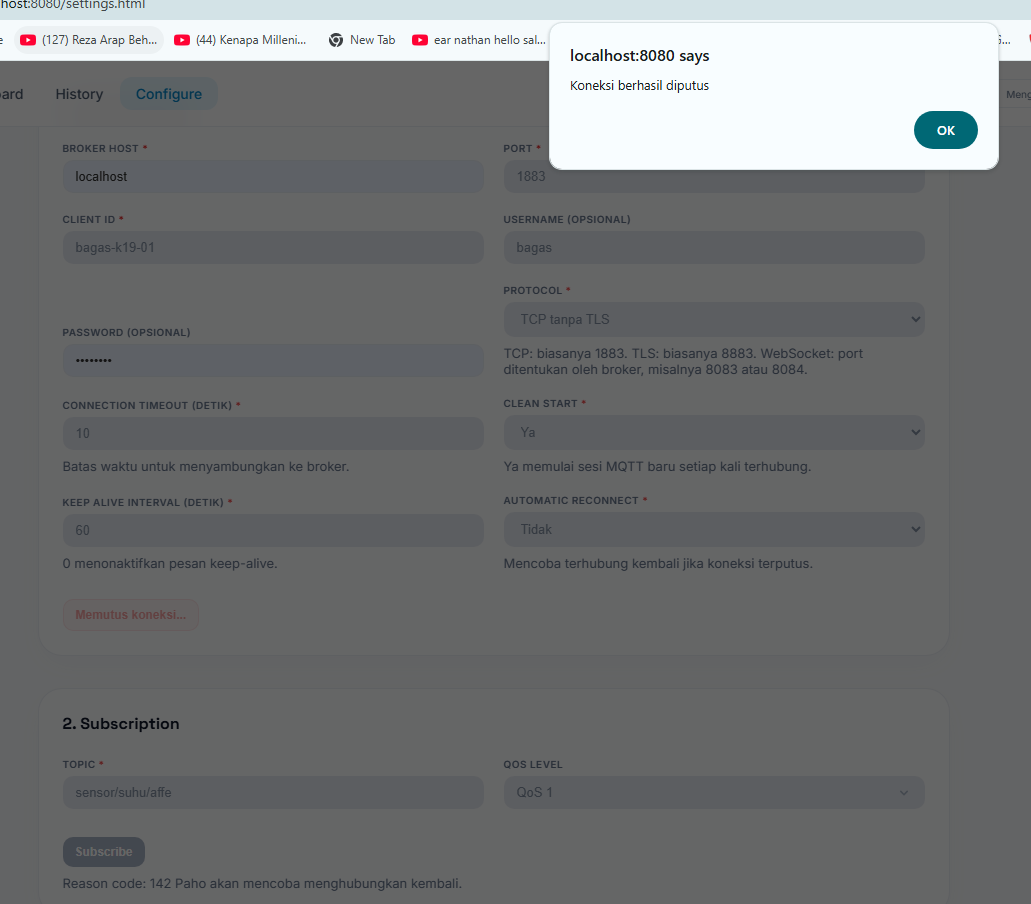 host:8080/settings.html
(127) Reza Arap Beh...
(44) Kenapa Milleni...
New Tab
ear nathan hello sal...
localhost:8080 says
Koneksi berhasil diputus
OK
History
Configure
BROKER HOST *
localhost
PORT *
1883
CLIENT ID *
bagas-k19-01
USERNAME (OPSIONAL)
bagas
PROTOCOL *
TCP tanpa TLS
TCP: biasanya 1883. TLS: biasanya 8883. WebSocket: port
ditentukan oleh broker, misalnya 8083 atau 8084.
PASSWORD (OPSIONAL)
••••••••
CONNECTION TIMEOUT (DETIK) *
10
Batas waktu untuk menyambungkan ke broker.
CLEAN START *
Ya
Ya memulai sesi MQTT baru setiap kali terhubung.
KEEP ALIVE INTERVAL (DETIK) *
60
0 menonaktifkan pesan keep-alive.
AUTOMATIC RECONNECT *
Tidak
Mencoba terhubung kembali jika koneksi terputus.
Memutus koneksi...
2. Subscription
TOPIC *
sensor/suhu/affe
QOS LEVEL
QoS 1
Subscribe
Reason code: 142 Paho akan mencoba menghubungkan kembali.